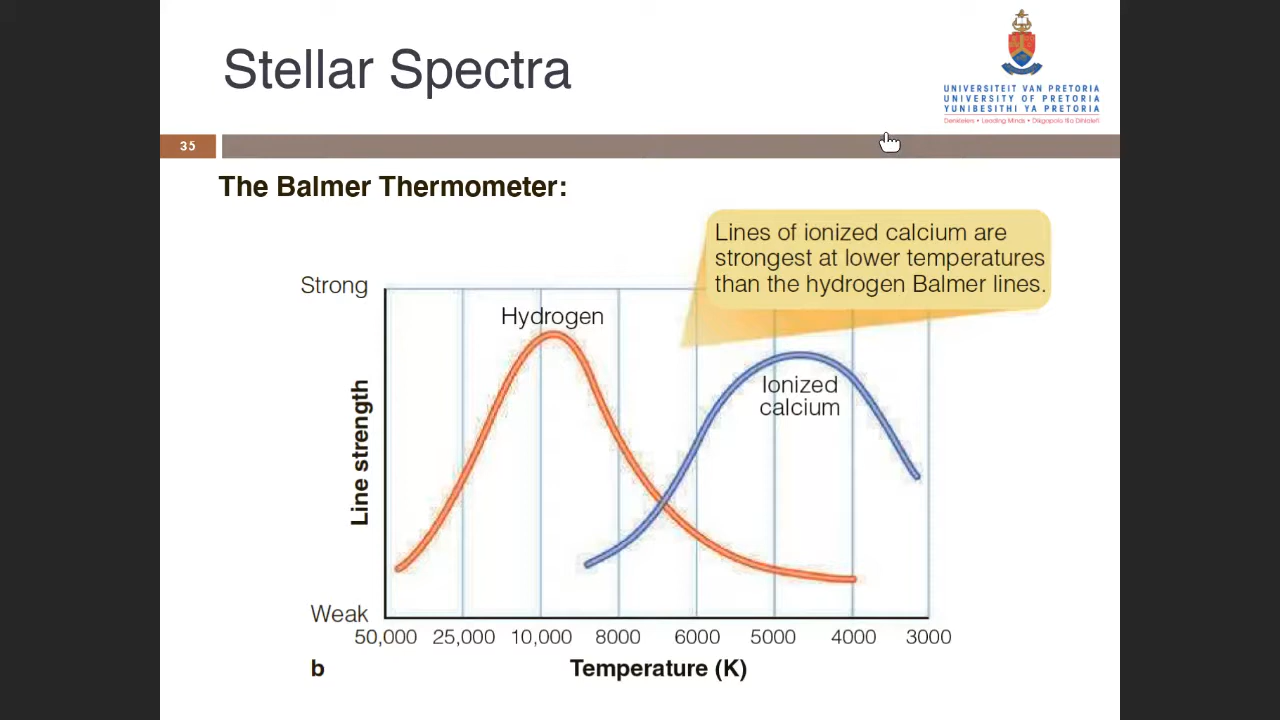 Stellar Spectra
UNIVERSITEIT VAN PRETORIA
UNIVERSITY OF PRETORIA
YUNIBESITHI YA PRETORIA
Leading Minds
35
The Balmer Thermometer:
Lines of ionized calcium are
strongest at lower temperatures
than the hydrogen Balmer lines.
Strong
Hydrogen
Ionized
calcium
Line strength
Weak
50,000 25,000 10,000 8000 6000 5000 4000 3000
b
Temperature (K)